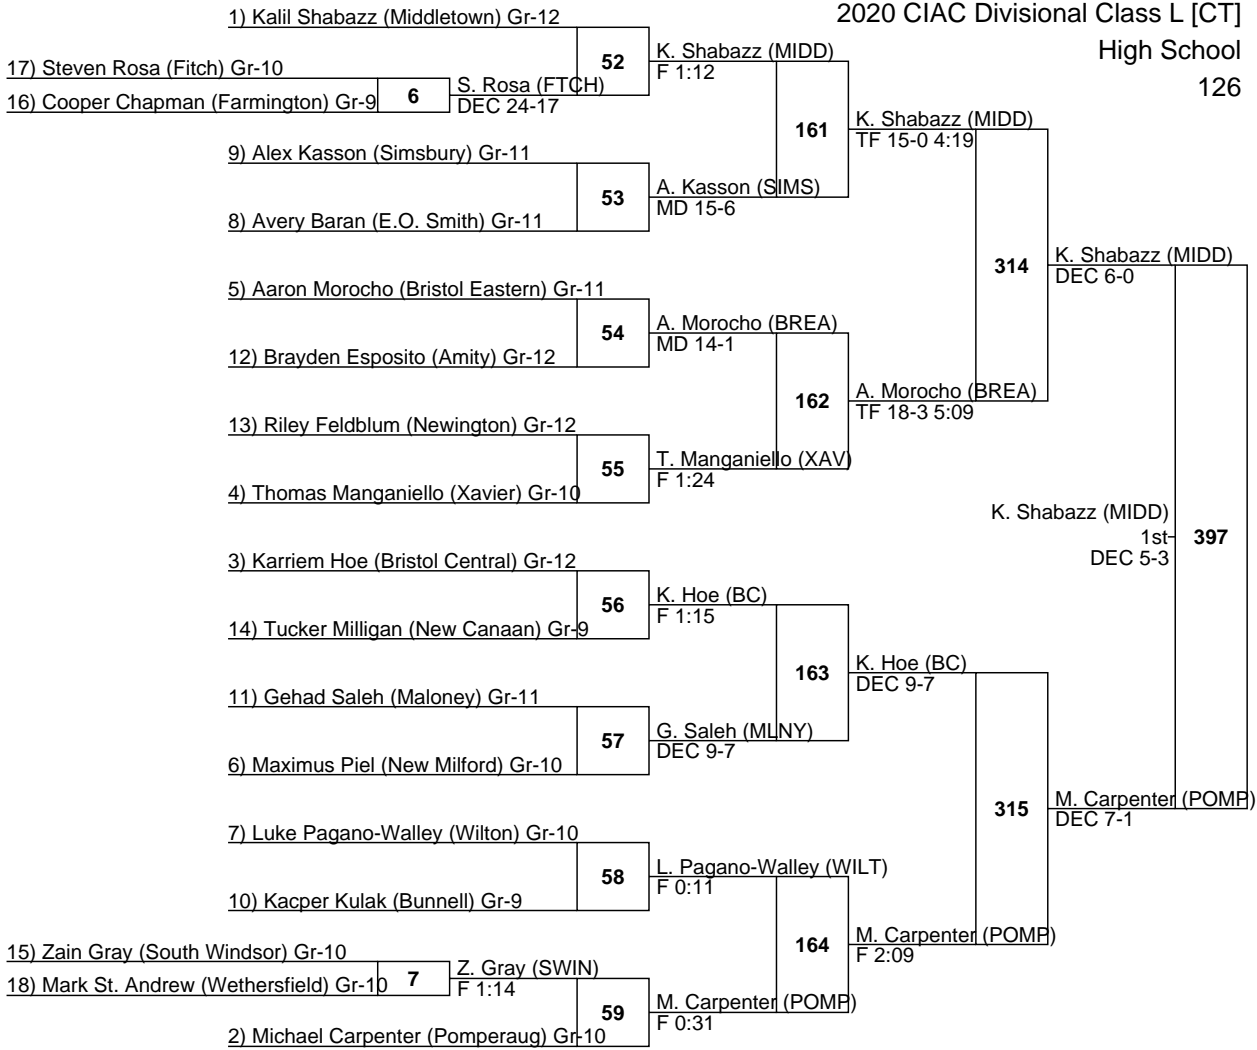 2020 CIAC Divisional Class L [CT]
High School
126
1) Kalil Shabazz (Middletown) Gr-12
52
K. Shabazz (MIDD)
F 1:12
17) Steven Rosa (Fitch) Gr-10
6
S. Rosa (FTCH)
DEC 24-17
16) Cooper Chapman (Farmington) Gr-9
161
K. Shabazz (MIDD)
TF 15-0 4:19
9) Alex Kasson (Simsbury) Gr-11
53
A. Kasson (SIMS)
MD 15-6
8) Avery Baran (E.O. Smith) Gr-11
314
K. Shabazz (MIDD)
DEC 6-0
5) Aaron Morocho (Bristol Eastern) Gr-11
54
A. Morocho (BREA)
MD 14-1
12) Brayden Esposito (Amity) Gr-12
162
A. Morocho (BREA)
TF 18-3 5:09
13) Riley Feldblum (Newington) Gr-12
55
T. Manganiello (XAV)
F 1:24
4) Thomas Manganiello (Xavier) Gr-10
K. Shabazz (MIDD)
1st
DEC 5-3
397
3) Karriem Hoe (Bristol Central) Gr-12
56
K. Hoe (BC)
F 1:15
14) Tucker Milligan (New Canaan) Gr-9
163
K. Hoe (BC)
DEC 9-7
11) Gehad Saleh (Maloney) Gr-11
57
G. Saleh (MLNY)
DEC 9-7
6) Maximus Piel (New Milford) Gr-10
315
M. Carpenter (POMP)
DEC 7-1
7) Luke Pagano-Walley (Wilton) Gr-10
58
L. Pagano-Walley (WILT)
F 0:11
10) Kacper Kulak (Bunnell) Gr-9
164
M. Carpenter (POMP)
F 2:09
15) Zain Gray (South Windsor) Gr-10
7
Z. Gray (SWIN)
F 1:14
18) Mark St. Andrew (Wethersfield) Gr-10
59
M. Carpenter (POMP)
F 0:31
2) Michael Carpenter (Pomperaug) Gr-10